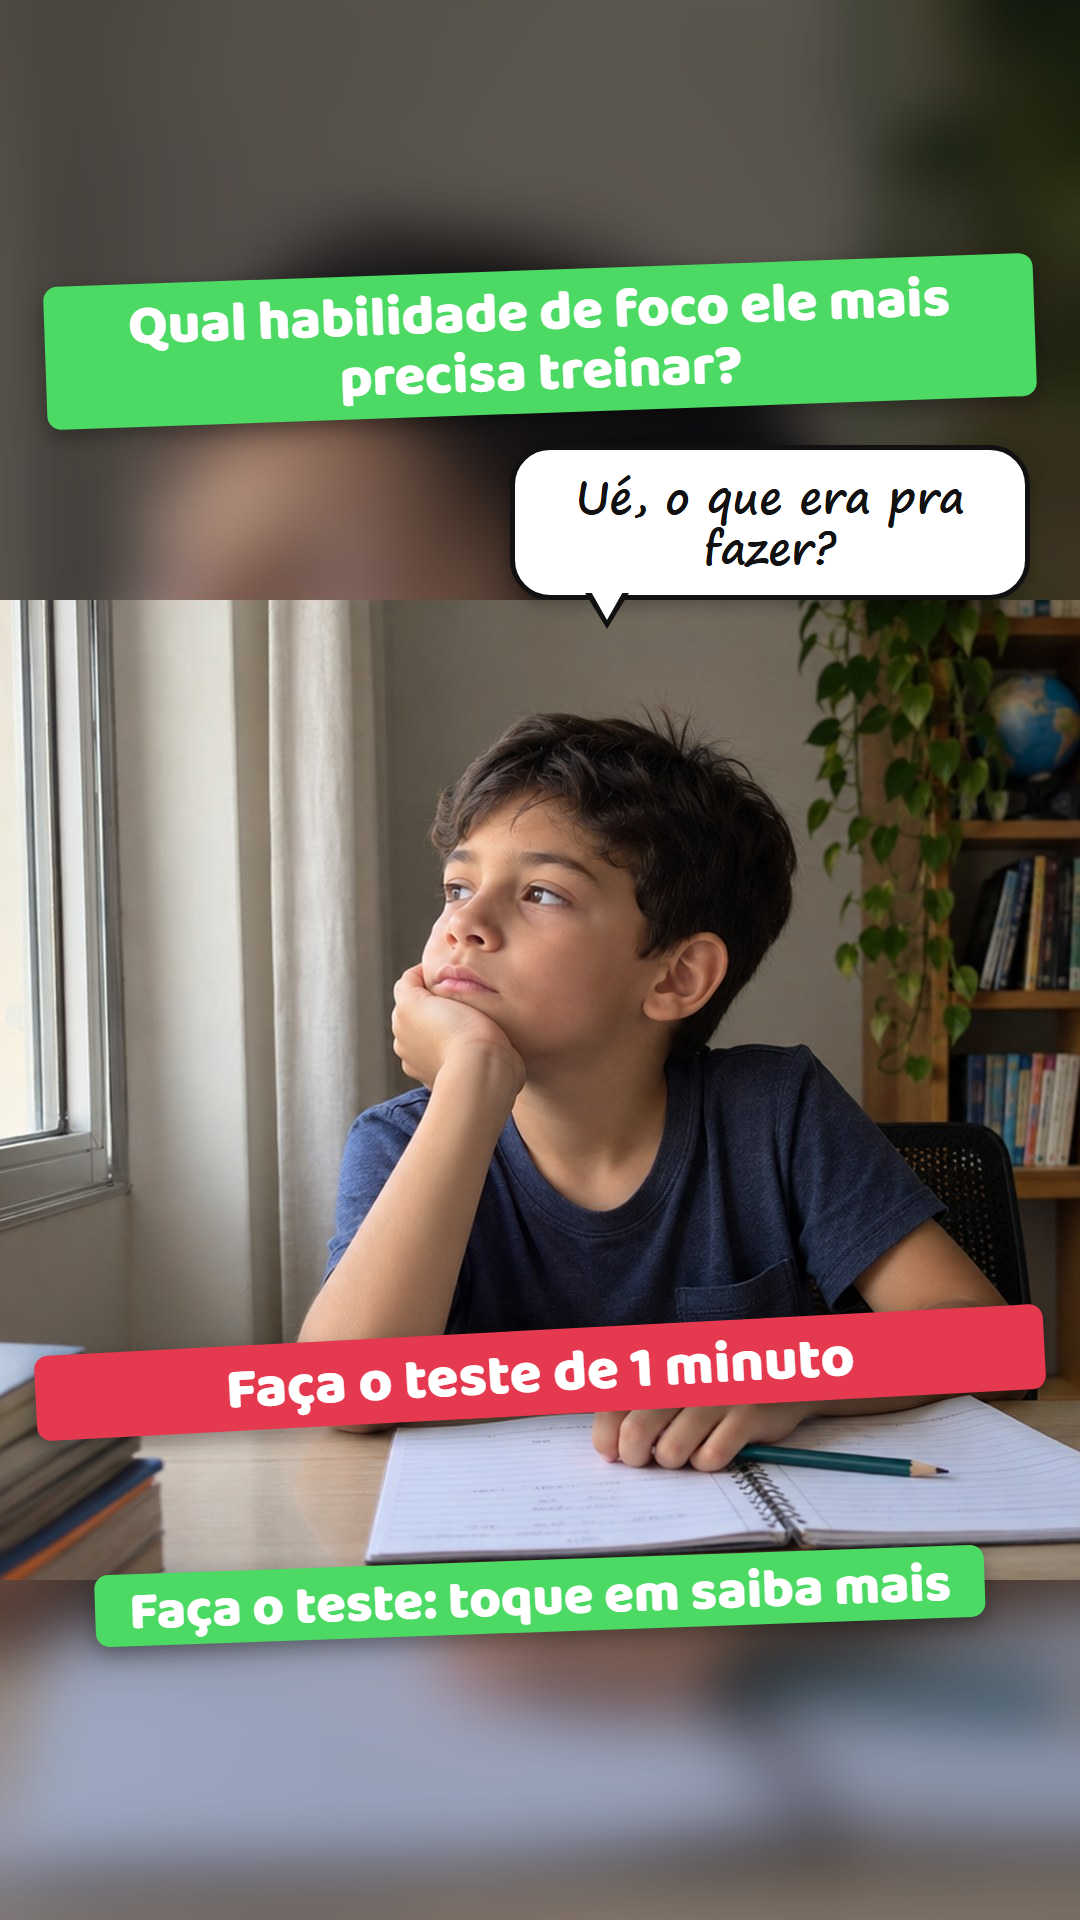 Qual habilidade de foco ele mais
precisa treinar?
Ué, o que era pra
fazer?
Faça o teste de 1 minuto
Faça o teste: toque em saiba mais